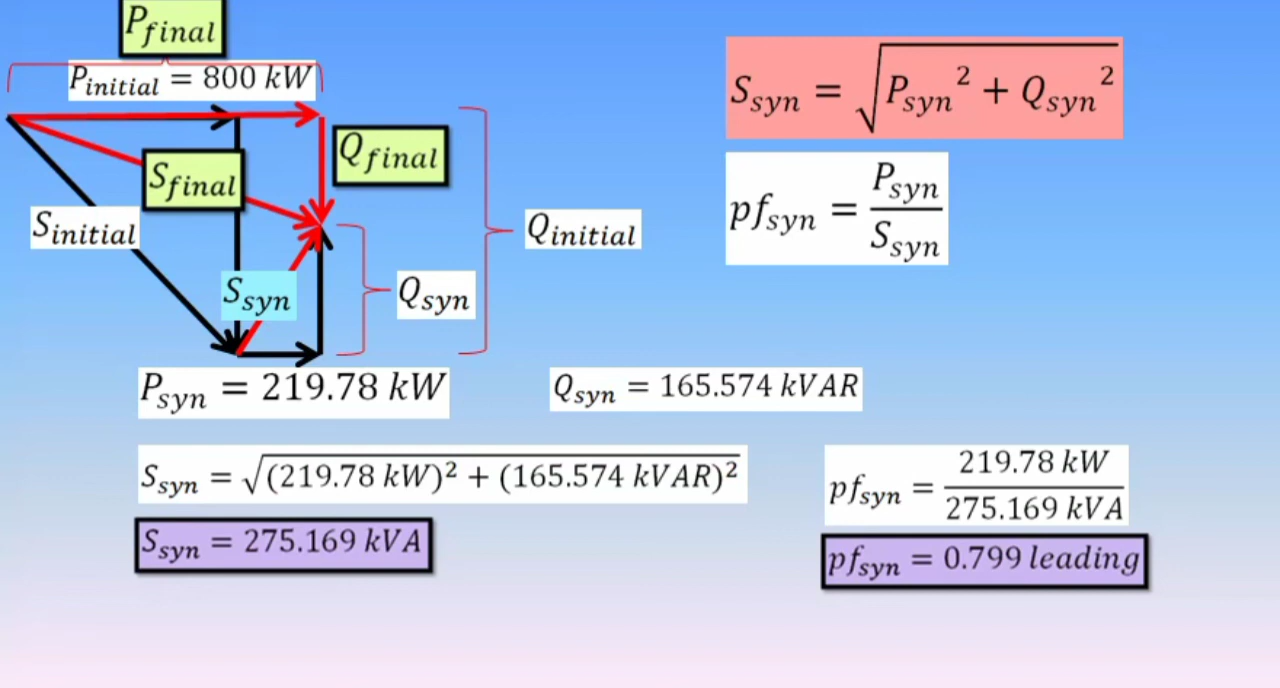 P_final
P_initial = 800 kW
Q_final
S_final
S_initial
Q_initial
S_syn
Q_syn
S_syn = √(P_syn² + Q_syn²)
pf_syn = P_syn / S_syn
P_syn = 219.78 kW
Q_syn = 165.574 kVAR
S_syn = √((219.78 kW)² + (165.574 kVAR)²)
pf_syn = 219.78 kW / 275.169 kVA
S_syn = 275.169 kVA
pf_syn = 0.799 leading